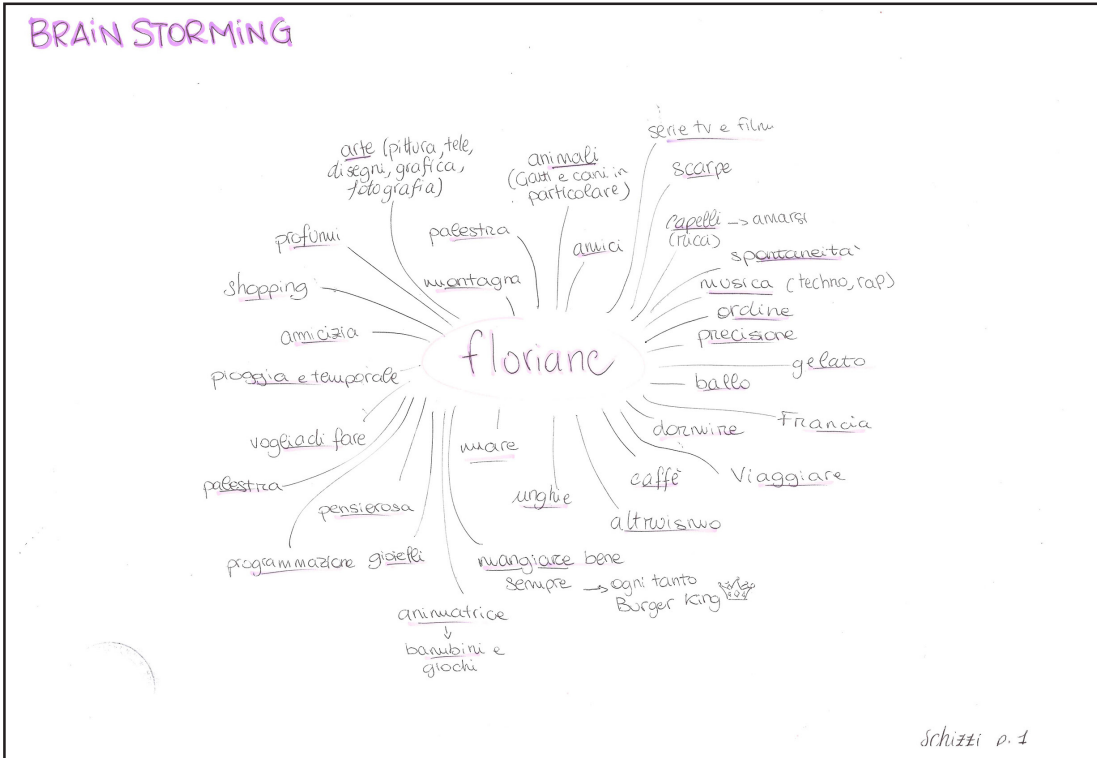 BRAIN STORMING
serie tv e film
arte (pittura, tele,
disegni, grafica,
fotografia)
animali
(Gatti e cani in
particolare)
scarpe
capelli -> amarsi
(ricci)
profumi
palestra
amici
spontaneità
shopping
montagna
musica (techno, rap)
ordine
amicizia
precisione
floriane
gelato
pioggia e temporale
ballo
Francia
voglia di fare
mare
dormire
palestra
caffè
Viaggiare
pensierosa
unghie
altruismo
programmazione
gioielli
mangiare bene
sempre -> ogni tanto
Burger King
animatrice
↓
bambini e
giochi
Schizzi p. 1